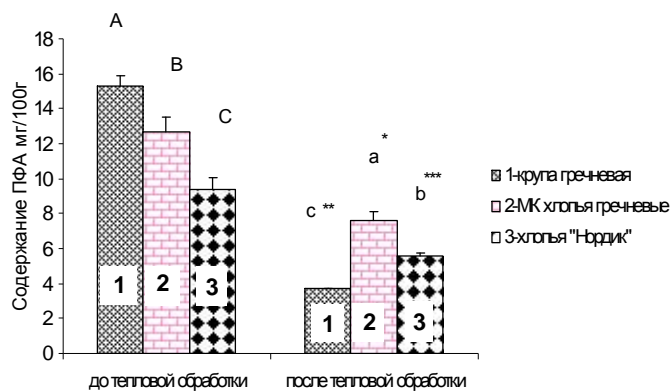 Содержание ПФА мг/100г
18
16
14
12
10
8
6
4
2
0
A
B
C
c **
a *
b ***
1
2
3
1
2
3
до тепловой обработки
после тепловой обработки
1-крупа гречневая
2-МК хлопья гречневые
3-хлопья "Нордик"